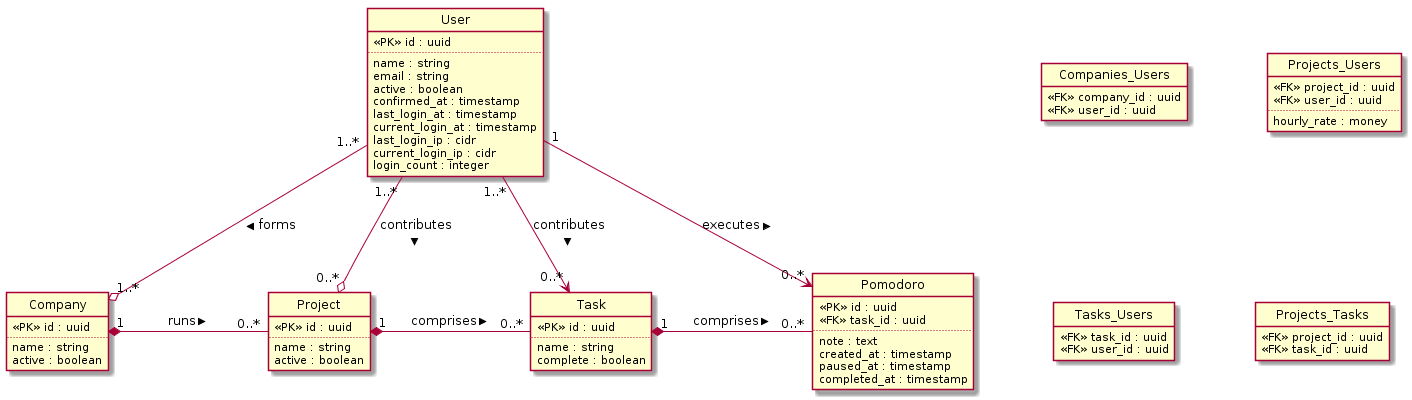 User
«PK» id : uuid
name : string
email : string
active : boolean
confirmed_at : timestamp
last_login_at : timestamp
current_login_at : timestamp
last_login_ip : cidr
current_login_ip : cidr
login_count : integer
Companies_Users
«FK» company_id : uuid
«FK» user_id : uuid
Projects_Users
«FK» project_id : uuid
«FK» user_id : uuid
hourly_rate : money
1..*
1..*
1..*
1
◀ forms
contributes
▼
contributes
▼
executes ▶
1..*
0..*
0..*
0..*
Company
«PK» id : uuid
name : string
active : boolean
1
runs ▶
0..*
Project
«PK» id : uuid
name : string
active : boolean
1
comprises ▶
0..*
Task
«PK» id : uuid
name : string
complete : boolean
1
comprises ▶
0..*
Pomodoro
«PK» id : uuid
«FK» task_id : uuid
note : text
created_at : timestamp
paused_at : timestamp
completed_at : timestamp
Tasks_Users
«FK» task_id : uuid
«FK» user_id : uuid
Projects_Tasks
«FK» project_id : uuid
«FK» task_id : uuid